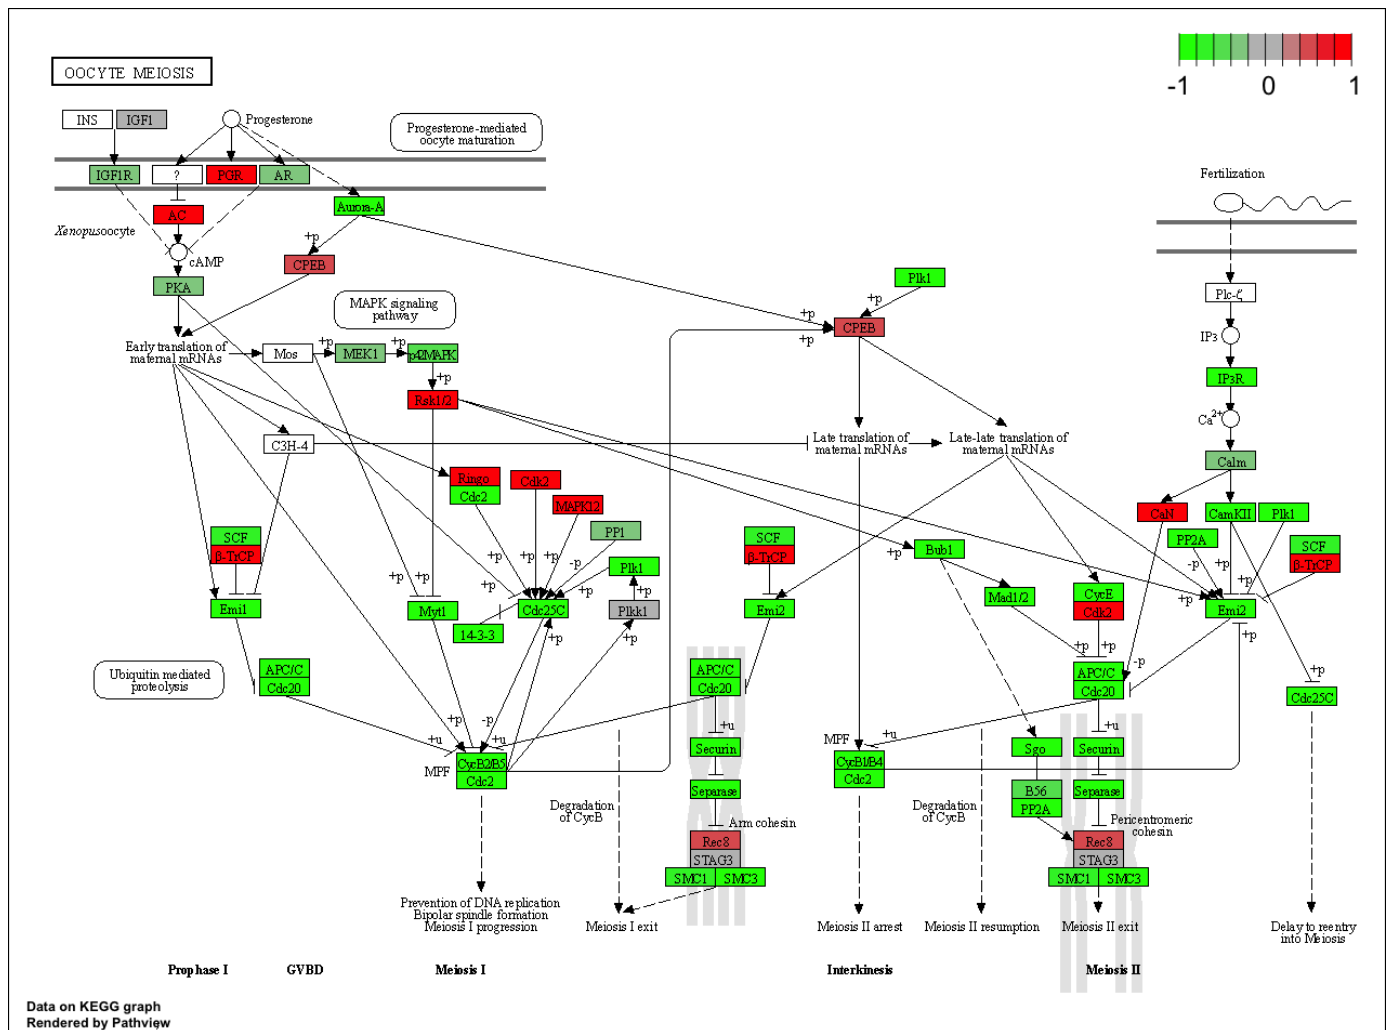 OOCYTE MEIOSIS
-1
0
1
INS
IGF1
Progesterone
Progesterone-mediated
oocyte maturation
IGF1R
?
PGR
AR
Fertilization
Aurora-A
AC
Xenopus oocyte
+p
cAMP
CPEB
PKA
Plk1
Plc-ζ
MAPK signaling
pathway
+p
CPEB
+p
IP3
Early translation of
maternal mRNAs
Mos
+p
MEK1
+p
p42MAPK
+p
IP3R
Rsk1/2
Ca2+
C3H-4
Late translation of
maternal mRNAs
Late-late translation of
maternal mRNAs
Calm
Ringo
Cdc2
Cdk2
MAPK12
CaN
CamKII
Plk1
SCF
β-TrCP
PP1
SCF
β-TrCP
Bub1
+p
PP2A
SCF
β-TrCP
+p
+p
+p
+p
+p
+p
-p
+p
Plk1
+p
-p
+p
+p
Emi1
Myt1
Cdc25C
Plkk1
Emi2
Mad1/2
CycE
Cdk2
+p
Emi2
14-3-3
+p
+p
+p
+p
+p
Ubiquitin mediated
proteolysis
APC/C
Cdc20
APC/C
Cdc20
APC/C
Cdc20
-p
+p
Cdc25C
+p
-p
+u
+u
+u
+u
+u
MPF
CycB2/B5
Cdc2
Securin
MPF
CycB1/B4
Cdc2
Sgo
Securin
Separase
B56
PP2A
Separase
Degradation
of CycB
Arm cohesin
Degradation
of CycB
Pericentromeric
cohesin
Rec8
STAG3
SMC1
SMC3
Rec8
STAG3
SMC1
SMC3
Prevention of DNA replication
Bipolar spindle formation
Meiosis I progression
Meiosis I exit
Meiosis II arrest
Meiosis II resumption
Meiosis II exit
Delay to reentry
into Meiosis
Prophase I
GVBD
Meiosis I
Interkinesis
Meiosis II
Data on KEGG graph
Rendered by Pathview